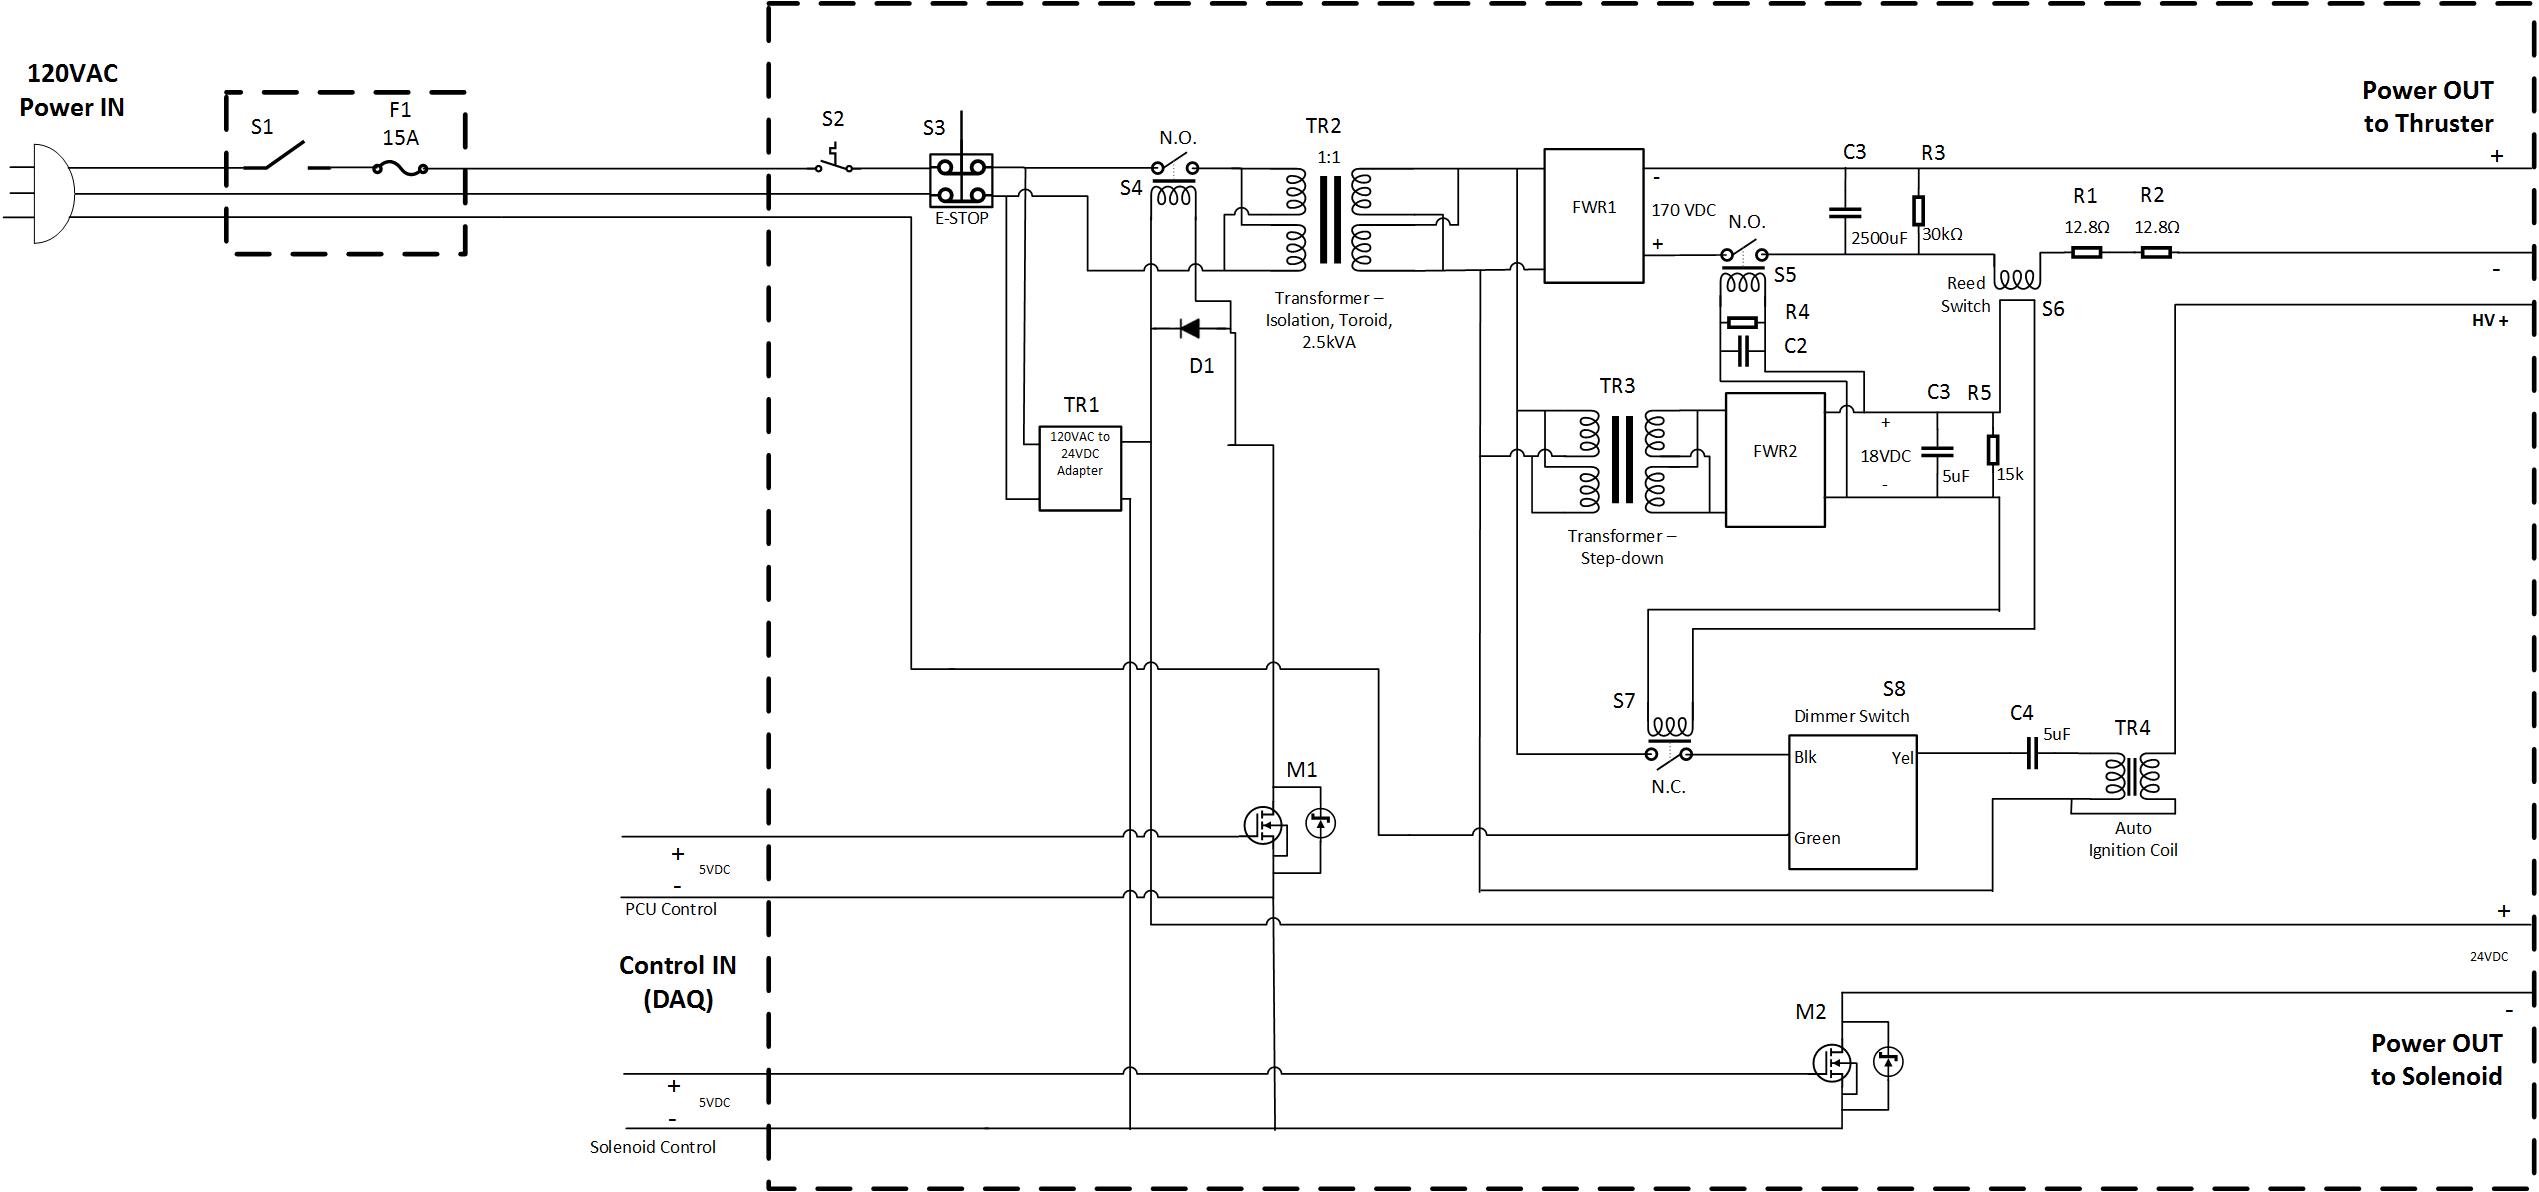 120VAC
Power IN
S1
F1
15A
S2
S3
E-STOP
N.O.
S4
TR2
1:1
Transformer –
Isolation, Toroid,
2.5kVA
D1
TR1
120VAC to
24VDC
Adapter
FWR1
-
170 VDC
+
N.O.
S5
R4
C2
C3
2500uF
R3
30kΩ
Reed
Switch
S6
R1
12.8Ω
R2
12.8Ω
Power OUT
to Thruster
+
-
HV +
TR3
Transformer –
Step-down
FWR2
+
18VDC
-
C3
5uF
R5
15k
S7
N.C.
S8
Dimmer Switch
Blk
Yel
Green
C4
5uF
TR4
Auto
Ignition Coil
M1
+
5VDC
-
PCU Control
Control IN
(DAQ)
+
5VDC
-
Solenoid Control
M2
+
24VDC
-
Power OUT
to Solenoid